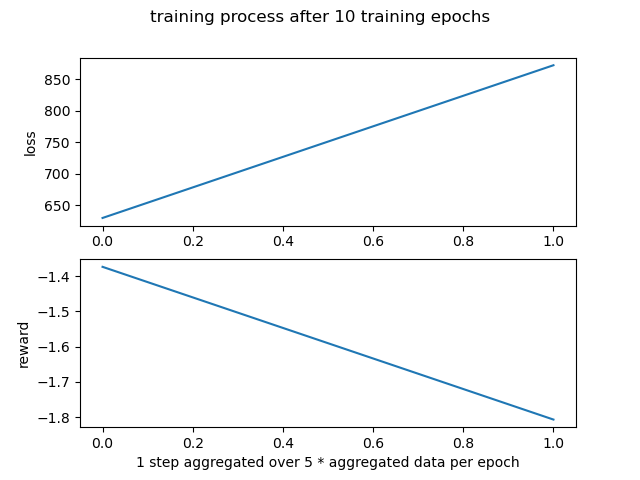 training process after 10 training epochs
850
800
750
700
650
loss
0.0 0.2 0.4 0.6 0.8 1.0
−1.4
−1.5
−1.6
−1.7
−1.8
reward
0.0 0.2 0.4 0.6 0.8 1.0
1 step aggregated over 5 * aggregated data per epoch